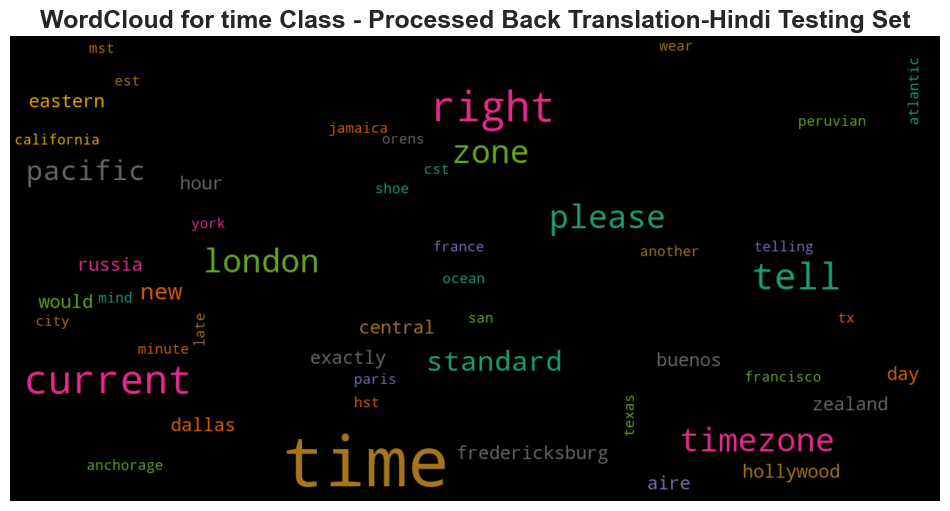 WordCloud for time Class - Processed Back Translation-Hindi Testing Set
mst
wear
est
eastern
atlantic
right
peruvian
jamaica
california
orens
zone
pacific
cst
hour
shoe
york
please
london
france
another
telling
russia
ocean
tell
new
mind
would
city
late
san
tx
central
minute
exactly
standard
buenos
current
paris
francisco
day
hst
zealand
texas
dallas
timezone
time
fredericksburg
anchorage
hollywood
aire